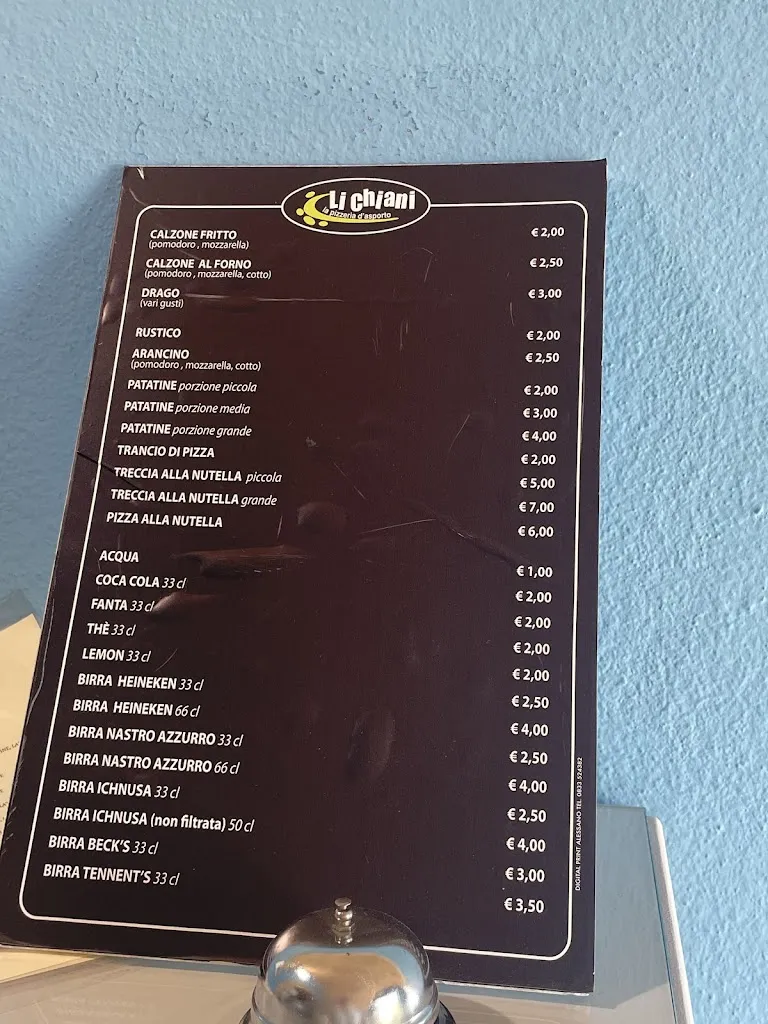 Li chiani
la pizzeria d'asporto
CALZONE FRITTO € 2,00
(pomodoro , mozzarella)
CALZONE AL FORNO € 2,50
(pomodoro, mozzarella, cotto)
DRAGO € 3,00
(vari gusti)
RUSTICO € 2,00
ARANCINO € 2,50
(pomodoro , mozzarella, cotto)
PATATINE porzione piccola € 2,00
PATATINE porzione media € 3,00
PATATINE porzione grande € 4,00
TRANCIO DI PIZZA € 2,00
TRECCIA ALLA NUTELLA piccola € 5,00
TRECCIA ALLA NUTELLA grande € 7,00
PIZZA ALLA NUTELLA € 6,00
ACQUA € 1,00
COCA COLA 33 cl € 2,00
FANTA 33 cl € 2,00
THÈ 33 cl € 2,00
LEMON 33 cl € 2,00
BIRRA HEINEKEN 33 cl € 2,50
BIRRA HEINEKEN 66 cl € 4,00
BIRRA NASTRO AZZURRO 33 cl € 2,50
BIRRA NASTRO AZZURRO 66 cl € 4,00
BIRRA ICHNUSA 33 cl € 2,50
BIRRA ICHNUSA (non filtrata) 50 cl € 4,00
BIRRA BECK'S 33 cl € 3,00
BIRRA TENNENT'S 33 cl € 3,50
DIGITAL PRINT ALESSANO TEL. 0833.524382